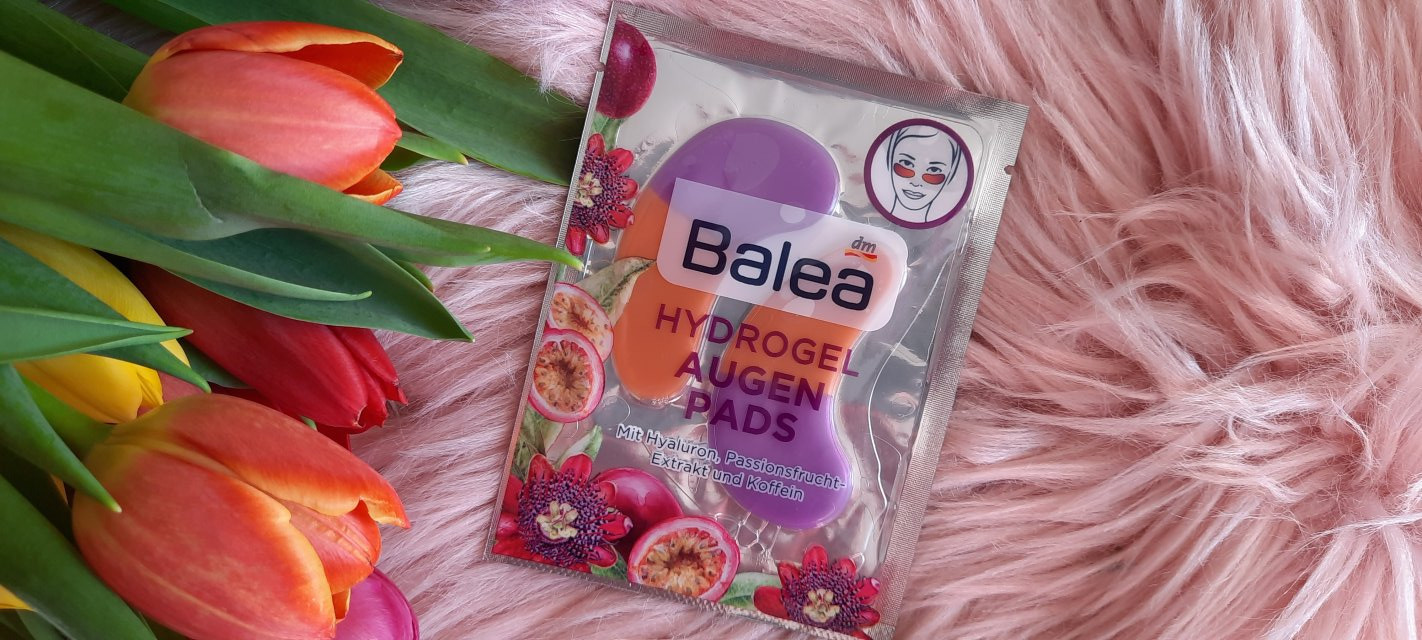 dm
Balea
HYDROGEL
AUGEN
PADS
Mit Hyaluron, Passionsfrucht-
Extrakt und Koffein